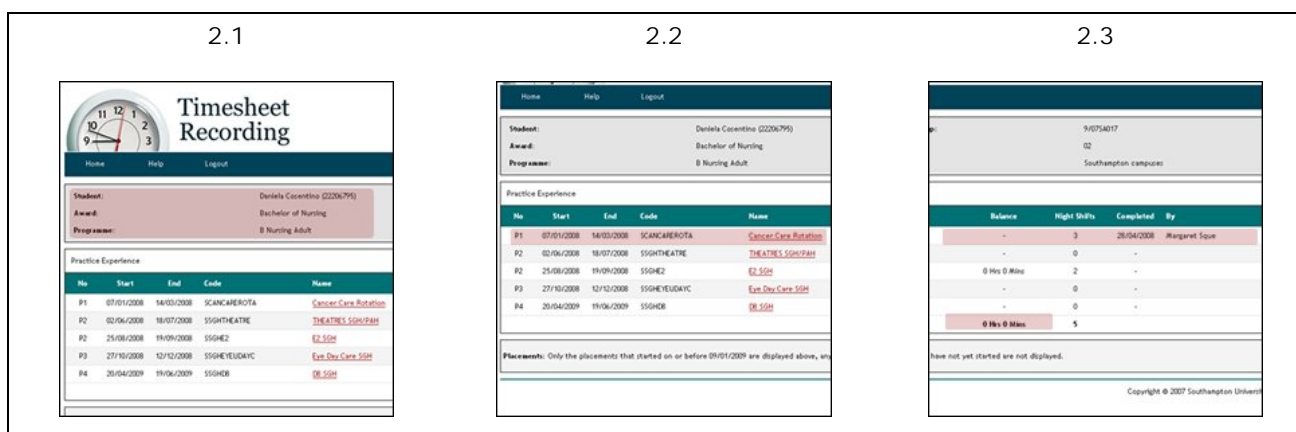 2.1
2.2
2.3
Timesheet
Recording
Home Help Logout
Student: Daniela Cosentino (22206795)
Award: Bachelor of Nursing
Programme: B Nursing Adult
Practice Experience
No Start End Code Name
P1 07/01/2008 14/03/2008 SCANCAREROTA Cancer Care Rotation
P2 02/06/2008 18/07/2008 SSGHTHEATRE THEATRES SGH/PAH
P2 25/08/2008 19/09/2008 SSGHE2 E2 SGH
P3 27/10/2008 12/12/2008 SSGHEYEUDAYC Eye Day Care SGH
P4 20/04/2009 19/06/2009 SSGHD8 D8 SGH
Home Help Logout
Student: Daniela Cosentino (22206795)
Award: Bachelor of Nursing
Programme: B Nursing Adult
Practice Experience
No Start End Code Name
P1 07/01/2008 14/03/2008 SCANCAREROTA Cancer Care Rotation
P2 02/06/2008 18/07/2008 SSGHTHEATRE THEATRES SGH/PAH
P2 25/08/2008 19/09/2008 SSGHE2 E2 SGH
P3 27/10/2008 12/12/2008 SSGHEYEUDAYC Eye Day Care SGH
P4 20/04/2009 19/06/2009 SSGHD8 D8 SGH
Placements: Only the placements that started on or before 09/01/2009 are displayed above, any
9/075A017
02
Southampton campuses
Balance Night Shifts Completed By
- 3 28/04/2008 Margaret Sque
- 0 -
0 Hrs 0 Mins 2 -
- 0 -
- 0 -
0 Hrs 0 Mins 5
have not yet started are not displayed.
Copyright © 2007 Southampton Universi